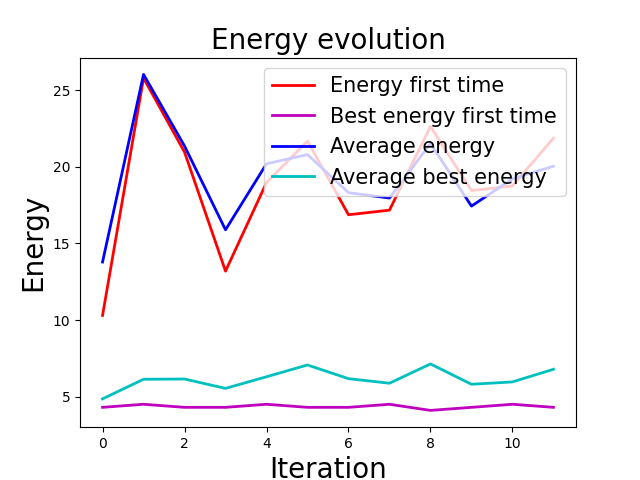 Energy evolution
Energy first time
Best energy first time
Average energy
Average best energy
Energy
25
20
15
10
5
0 2 4 6 8 10
Iteration